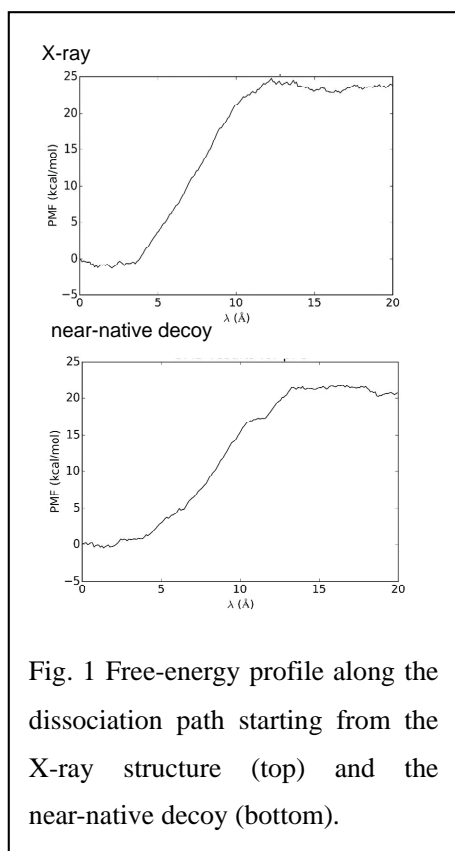 X-ray
25
20
15
10
5
0
−5
PMF (kcal/mol)
0 5 10 15 20
λ (Å)
near-native decoy
25
20
15
10
5
0
−5
PMF (kcal/mol)
0 5 10 15 20
λ (Å)
Fig. 1 Free-energy profile along the
dissociation path starting from the
X-ray structure (top) and the
near-native decoy (bottom).